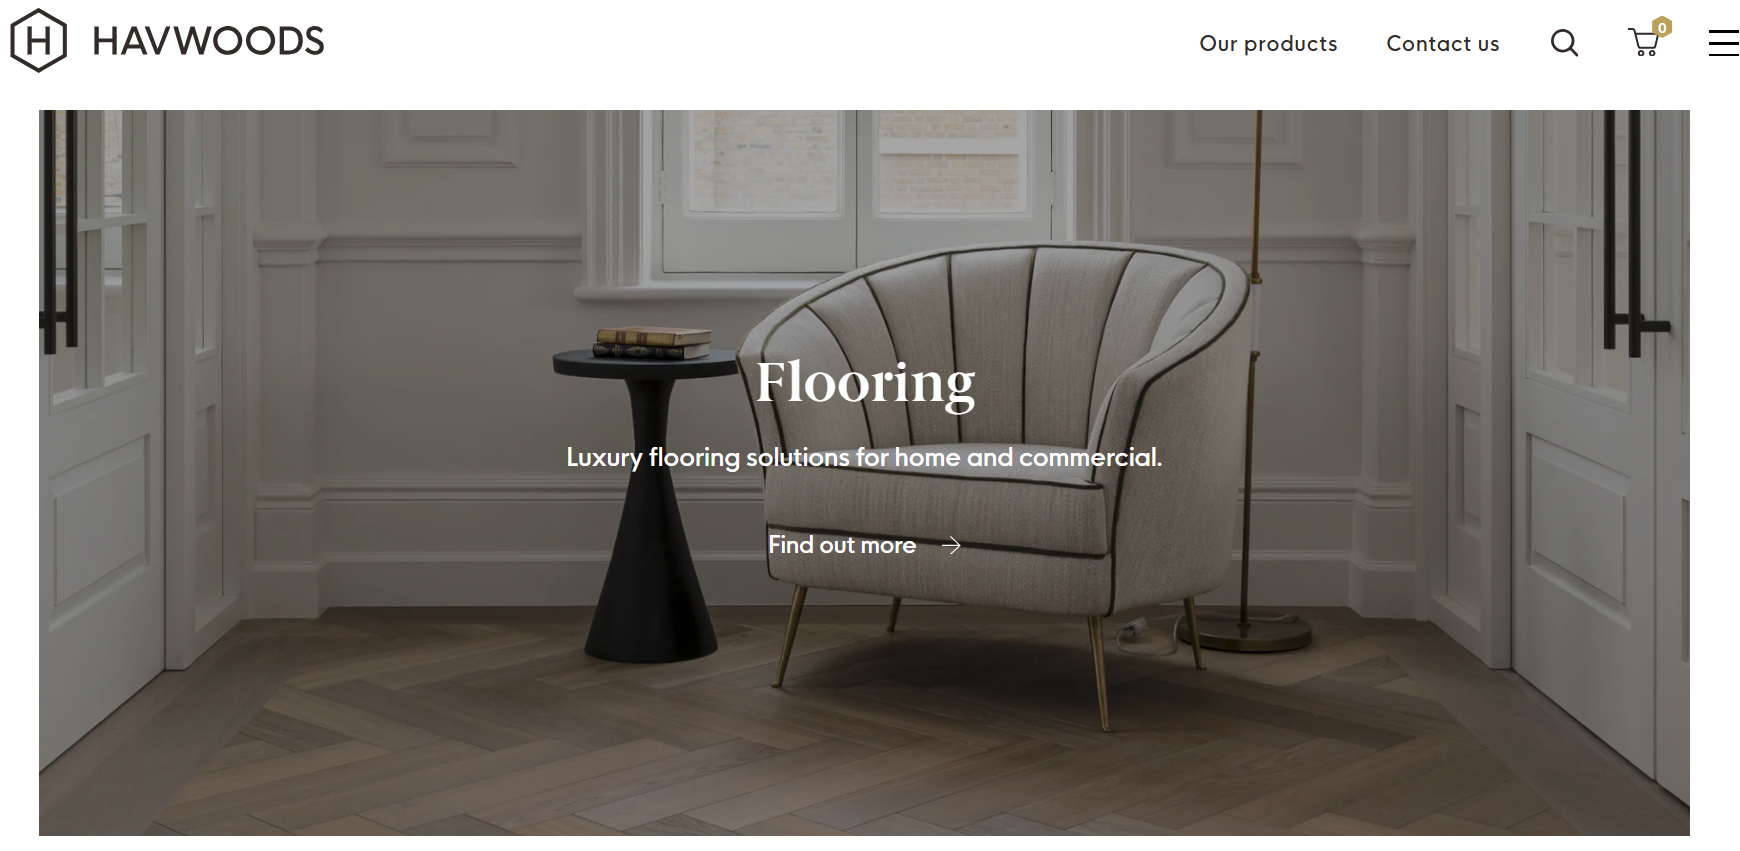 H HAVWOODS
Our products
Contact us
0
Flooring
Luxury flooring solutions for home and commercial.
Find out more